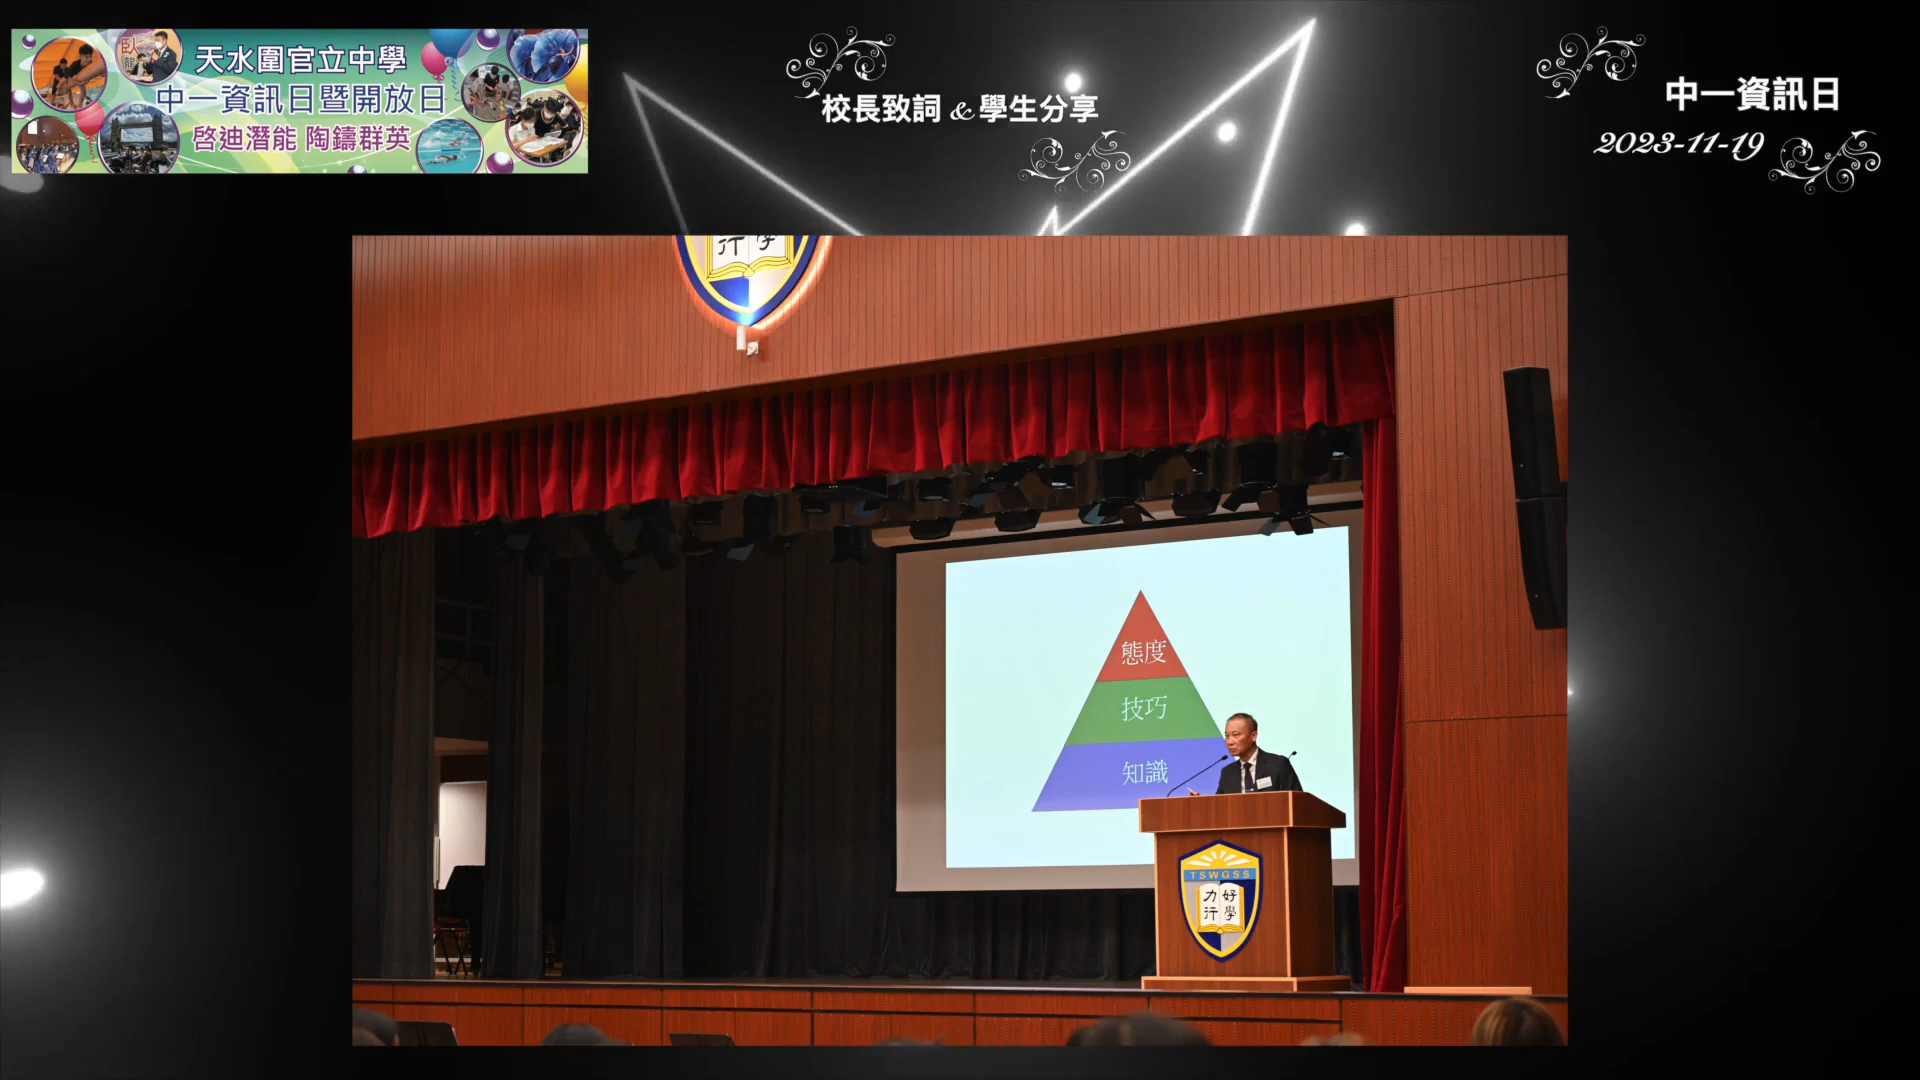 天水圍官立中學
中一資訊日暨開放日
啓迪潛能 陶鑄群英
校長致詞 & 學生分享
中一資訊日
2023-11-19
行 學
態度
技巧
知識
TSWGSS
力 好
行 學